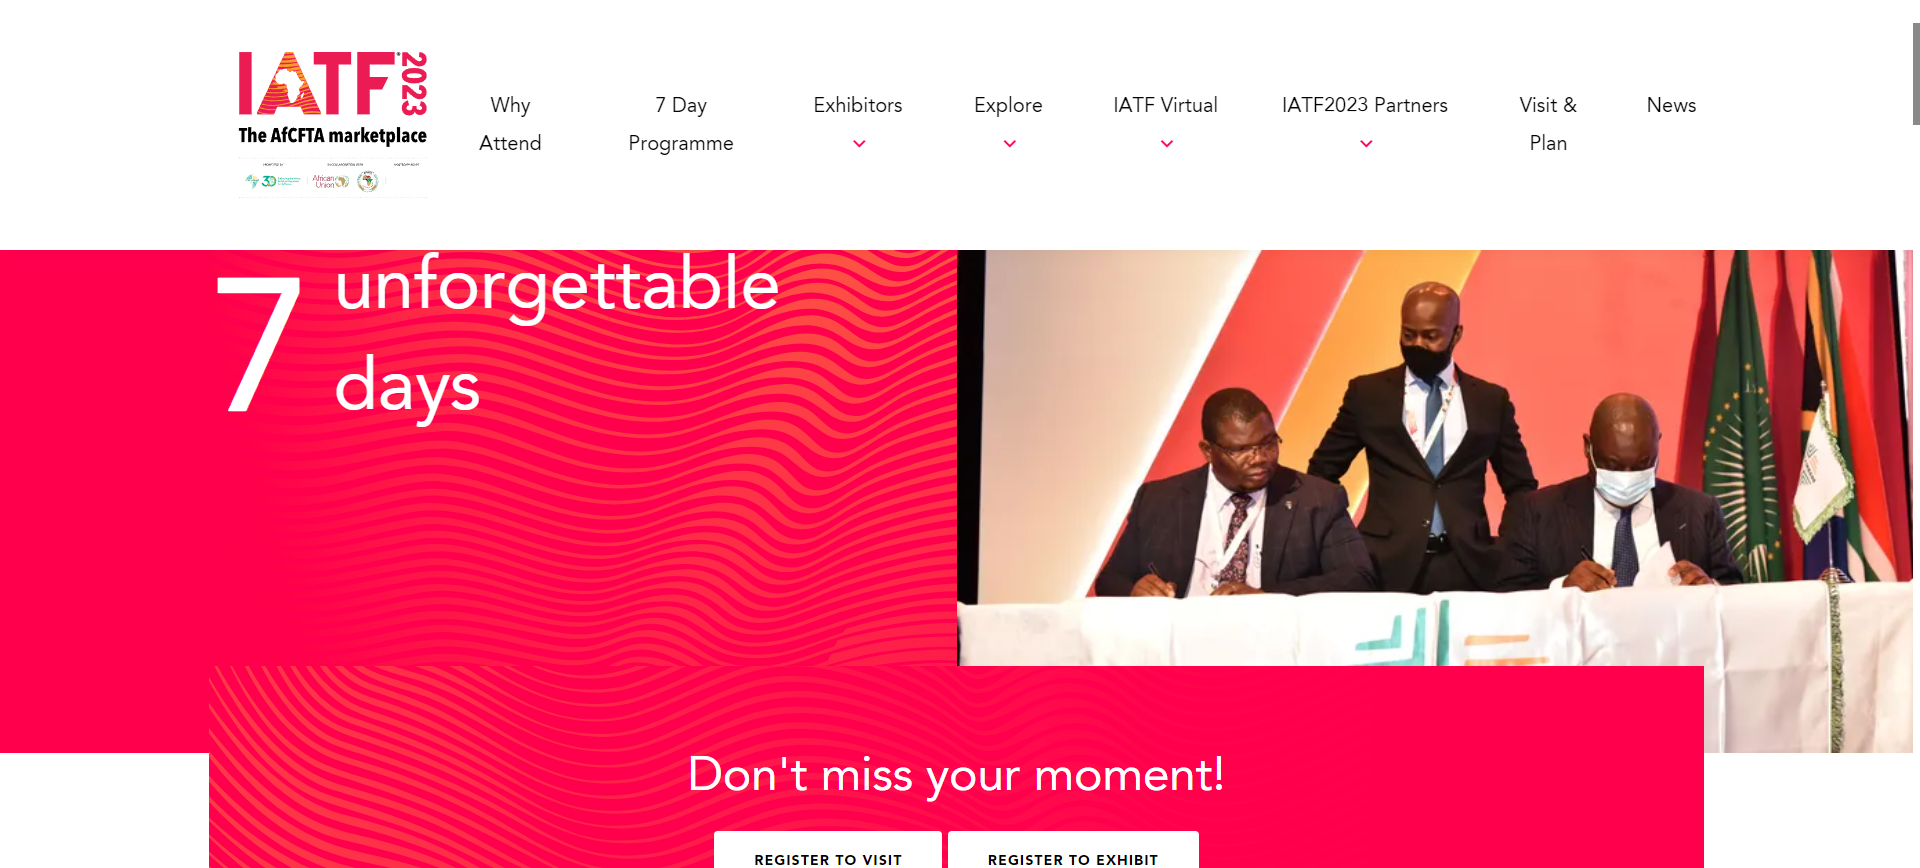 IATF 2023
The AfCFTA marketplace
African
Union
Why
Attend
7 Day
Programme
Exhibitors
Explore
IATF Virtual
IATF2023 Partners
Visit &
Plan
News
7 unforgettable
days
Don't miss your moment!
REGISTER TO VISIT
REGISTER TO EXHIBIT